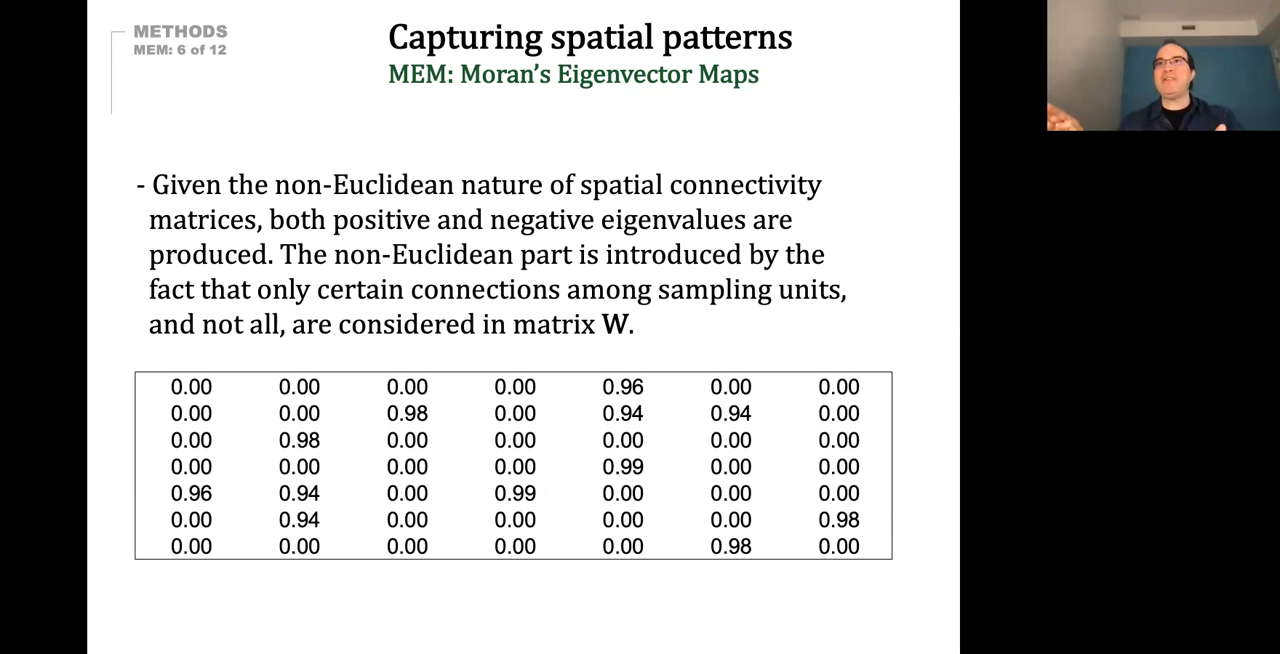 METHODS
MEM: 6 of 12
Capturing spatial patterns
MEM: Moran’s Eigenvector Maps
- Given the non-Euclidean nature of spatial connectivity
matrices, both positive and negative eigenvalues are
produced. The non-Euclidean part is introduced by the
fact that only certain connections among sampling units,
and not all, are considered in matrix W.
0.00 0.00 0.00 0.00 0.96 0.00 0.00
0.00 0.00 0.98 0.00 0.94 0.94 0.00
0.00 0.98 0.00 0.00 0.00 0.00 0.00
0.00 0.00 0.00 0.00 0.99 0.00 0.00
0.96 0.94 0.00 0.99 0.00 0.00 0.00
0.00 0.94 0.00 0.00 0.00 0.00 0.98
0.00 0.00 0.00 0.00 0.00 0.98 0.00